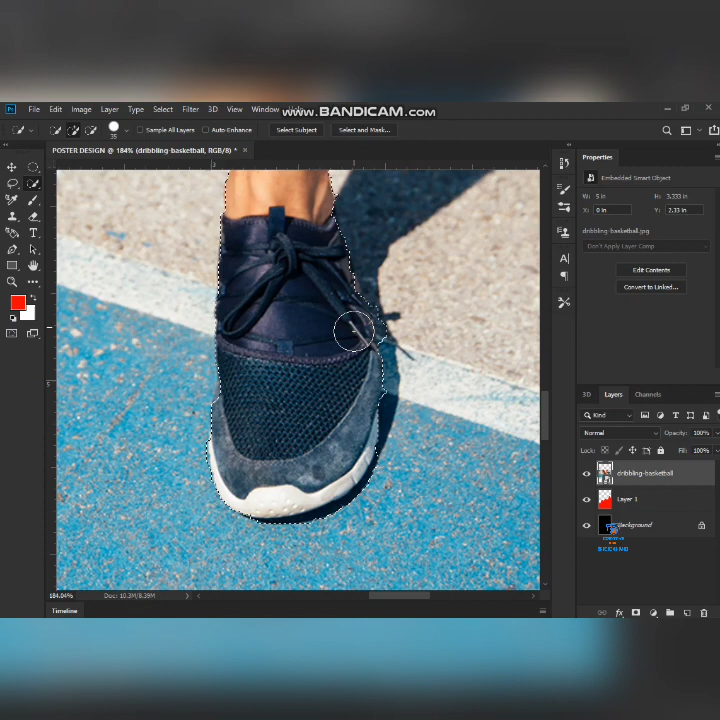 Ps File Edit Image Layer Type Select Filter 3D View Window
www.BANDICAM.com
35 Sample All Layers Auto Enhance Select Subject Select and Mask...
POSTER DESIGN @ 184% (dribbling-basketball, RGB/8) * ×
3
5
Properties
Embedded Smart Object
W: 5 in H: 3.333 in
X: 0 in Y: 2.33 in
dribbling-basketball.jpg
Don't Apply Layer Comp
Edit Contents
Convert to Linked...
3D Layers Channels
Kind
Normal Opacity: 100%
Lock: Fill: 100%
dribbling-basketball
Layer 1
Background
184.04% Doc: 10.3M/8.39M
Timeline